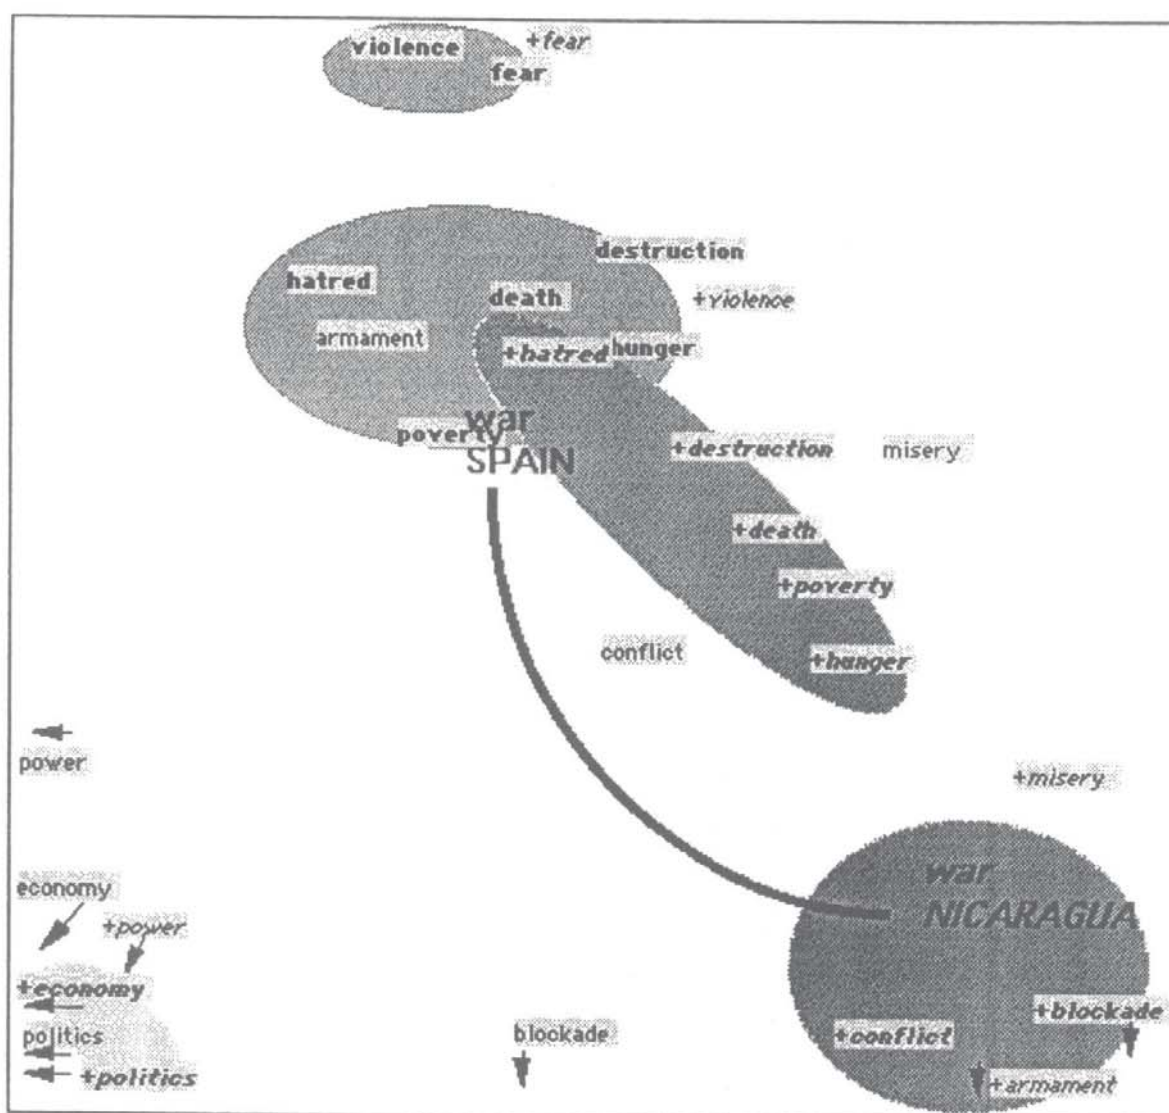 violence
+fear
fear
destruction
hatred
death
+violence
armament
+hatred
hunger
war
SPAIN
poverty
+destruction
misery
+death
+poverty
conflict
+hunger
power
+misery
war
NICARAGUA
economy
+power
+economy
+blockade
politics
blockade
+conflict
+politics
+armament